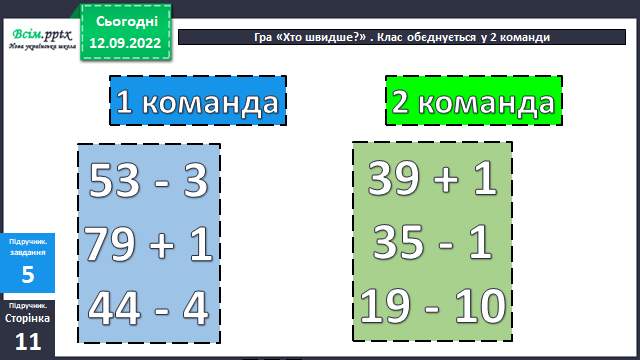 Всім.pptx
Нова українська школа
Сьогодні
12.09.2022
Гра «Хто швидше?» . Клас обєднується у 2 команди
1 команда
53 - 3
79 + 1
44 - 4
2 команда
39 + 1
35 - 1
19 - 10
Підручник.
завдання
5
Підручник.
Сторінка
11